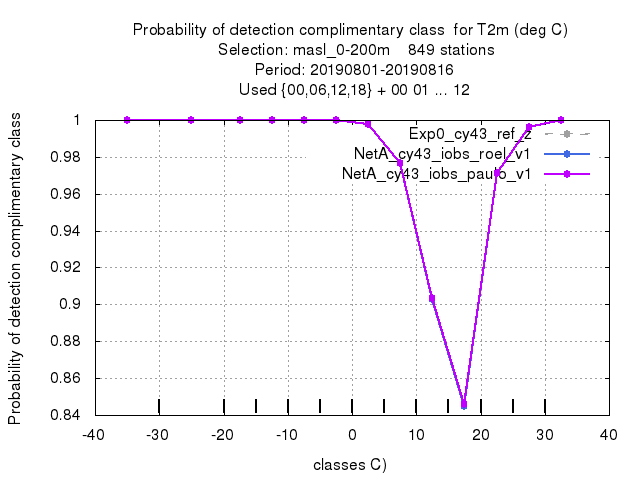 Probability of detection complimentary class for T2m (deg C)
Selection: masl_0-200m 849 stations
Period: 20190801-20190816
Used {00,06,12,18} + 00 01 ... 12
Probability of detection complimentary class
1
0.98
0.96
0.94
0.92
0.9
0.88
0.86
0.84
Exp0_cy43_ref_2
NetA_cy43_iobs_roel_v1
NetA_cy43_iobs_paulo_v1
-40 -30 -20 -10 0 10 20 30 40
classes C)